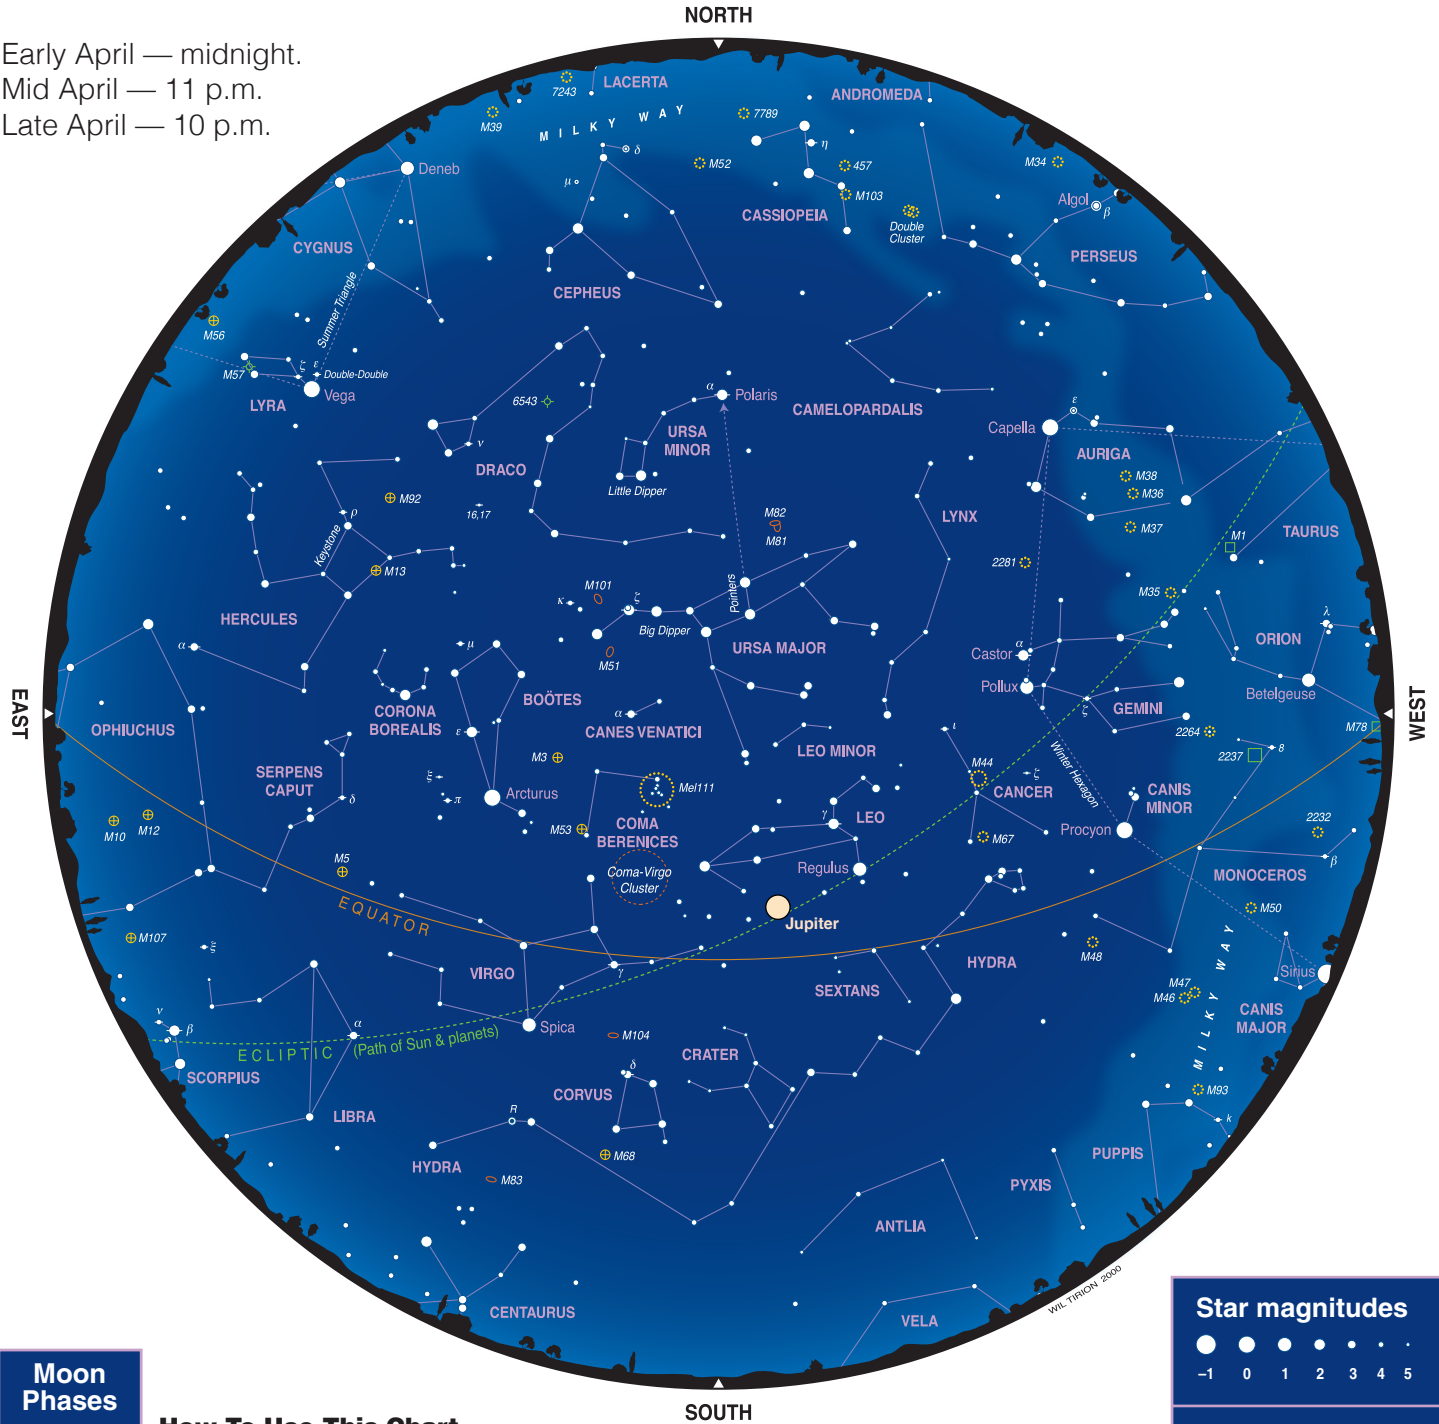 NORTH
Early April — midnight.
Mid April — 11 p.m.
Late April — 10 p.m.
LACERTA
7243
ANDROMEDA
M39
MILKY WAY
7789
η
δ
M52
457
M34
Deneb
μ
M103
Algol
β
CASSIOPEIA
Double
Cluster
CYGNUS
PERSEUS
CEPHEUS
Summer Triangle
M56
ζ
ε
Double-Double
M57
Vega
LYRA
6543
α
Polaris
CAMELOPARDALIS
ε
Capella
URSA
MINOR
ν
DRACO
AURIGA
M38
Little Dipper
M92
M36
16,17
ρ
M82
M81
LYNX
M37
TAURUS
M1
Keystone
M13
2281
M101
κ
ζ
Pointers
M35
Big Dipper
HERCULES
λ
ORION
α
μ
M51
URSA MAJOR
Castor
α
Pollux
Betelgeuse
EAST
WEST
BOÖTES
CORONA
BOREALIS
α
ζ
GEMINI
OPHIUCHUS
ε
CANES VENATICI
ι
2264
M78
M3
LEO MINOR
8
2237
SERPENS
CAPUT
ξ
π
M44
ζ
Winter Hexagon
Mel111
CANCER
CANIS
MINOR
δ
Arcturus
γ
LEO
M10
M12
M53
COMA
BERENICES
M67
Procyon
2232
β
M5
Coma-Virgo
Cluster
Regulus
MONOCEROS
EQUATOR
Jupiter
M50
M107
ξ
M48
VIRGO
γ
HYDRA
MILKY WAY
Sirius
SEXTANS
M47
M46
ν
β
α
Spica
CANIS
MAJOR
M104
ECLIPTIC (Path of Sun & planets)
CRATER
SCORPIUS
δ
CORVUS
M93
R
k
LIBRA
HYDRA
M68
PUPPIS
M83
PYXIS
ANTLIA
WIL TIRION 2000
CENTAURUS
VELA
Star magnitudes
–1 0 1 2 3 4 5
Moon
Phases
SOUTH
How To Use This Chart